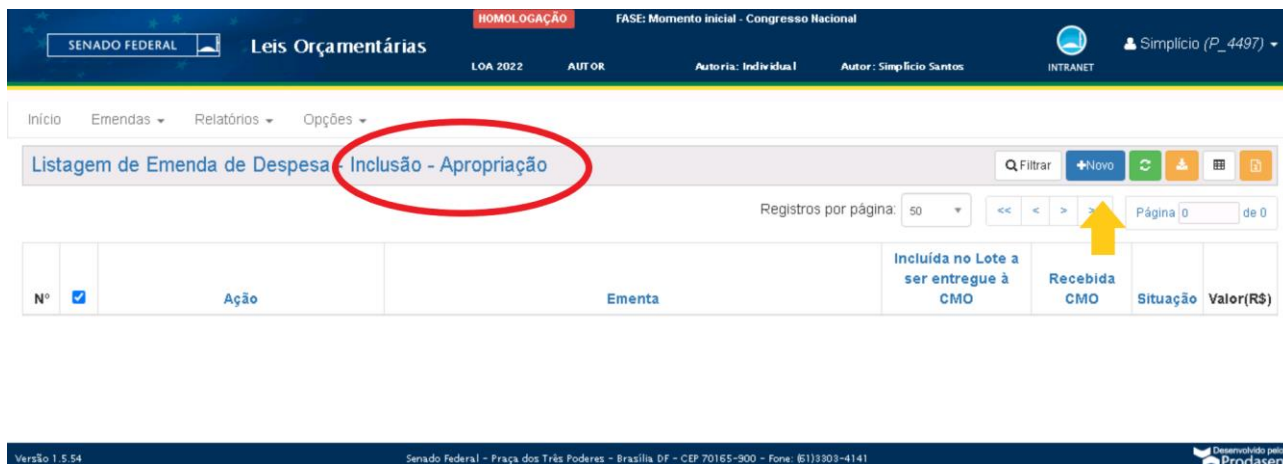 HOMOLOGAÇÃO FASE: Momento inicial - Congresso Nacional
SENADO FEDERAL Leis Orçamentárias
Simplício (P_4497)
LOA 2022 AUTOR Autoria: Individual Autor: Simplício Santos INTRANET
Início Emendas Relatórios Opções
Listagem de Emenda de Despesa - Inclusão - Apropriação Filtrar +Novo
Registros por página: 50 << < > Página 0 de 0
Nº Ação Ementa Incluída no Lote a ser entregue à CMO Recebida CMO Situação Valor(R$)
Versão 1.5.54 Senado Federal - Praça dos Três Poderes - Brasília DF - CEP 70165-900 - Fone: (61)3303-4141 Desenvolvido pelo
Prodasen